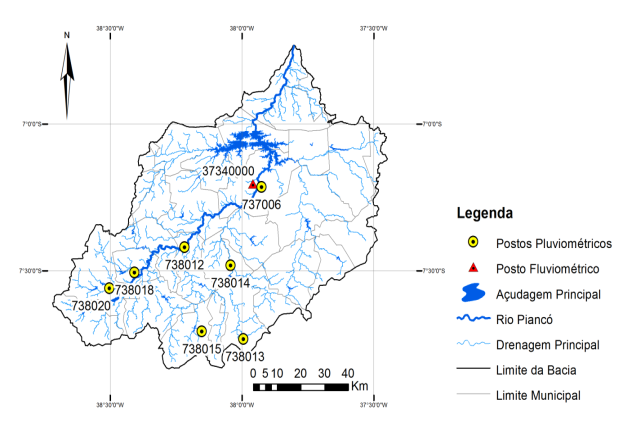 38°30'0"W 38°0'0"W 37°30'0"W
N
7°0'0"S 7°0'0"S
37340000
737006
738012
738014
7°30'0"S 7°30'0"S
738018
738020
738015
738013
0 5 10 20 30 40
Km
38°30'0"W 38°0'0"W 37°30'0"W
Legenda
Postos Pluviométricos
Posto Fluviométrico
Açudagem Principal
Rio Piancó
Drenagem Principal
Limite da Bacia
Limite Municipal